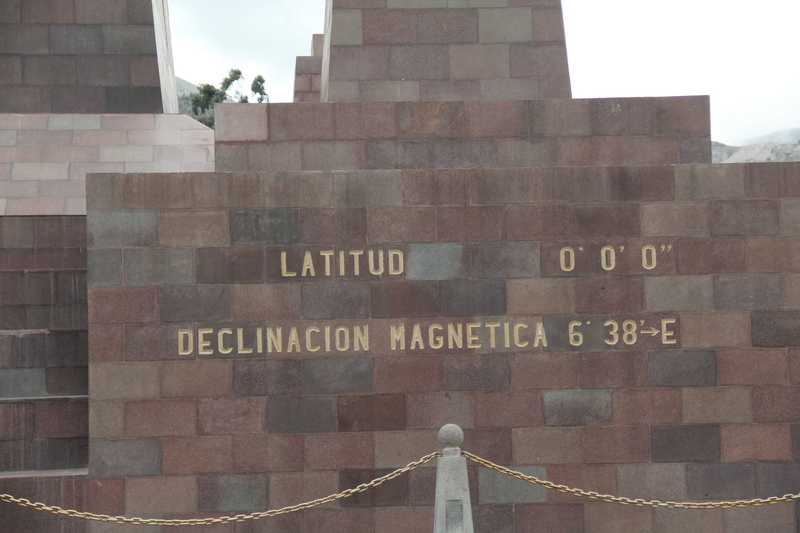 LATITUD 0° 0' 0"
DECLINACION MAGNETICA 6° 38'→E